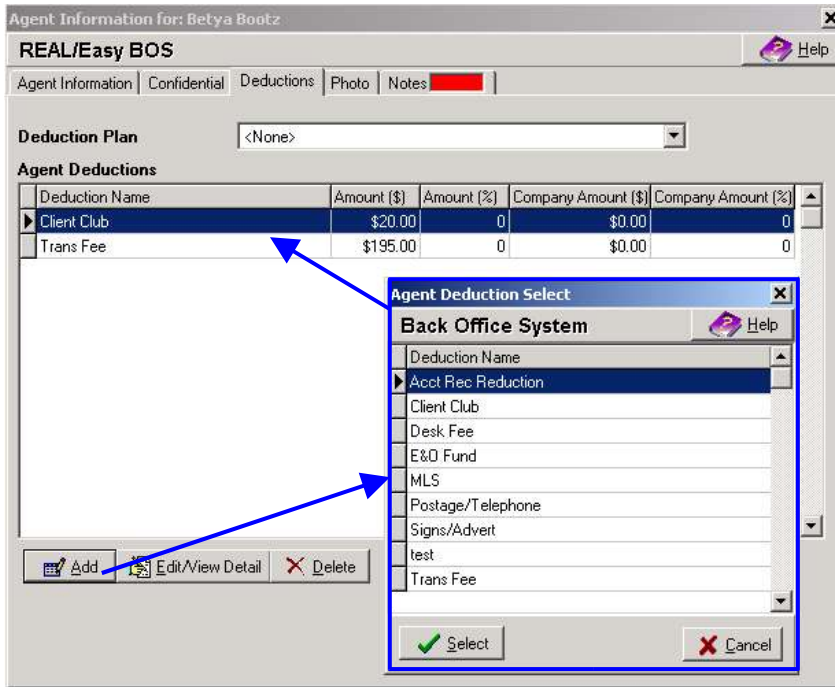 Agent Information for: Betya Bootz
REAL/Easy BOS
Help
Agent Information Confidential Deductions Photo Notes
Deduction Plan <None>
Agent Deductions
Deduction Name Amount ($) Amount (%) Company Amount ($) Company Amount (%)
Client Club $20.00 0 $0.00 0
Trans Fee $195.00 0 $0.00 0
Agent Deduction Select
Back Office System
Help
Deduction Name
Acct Rec Reduction
Client Club
Desk Fee
E&O Fund
MLS
Postage/Telephone
Signs/Advert
test
Trans Fee
Select Cancel
Add Edit/View Detail Delete